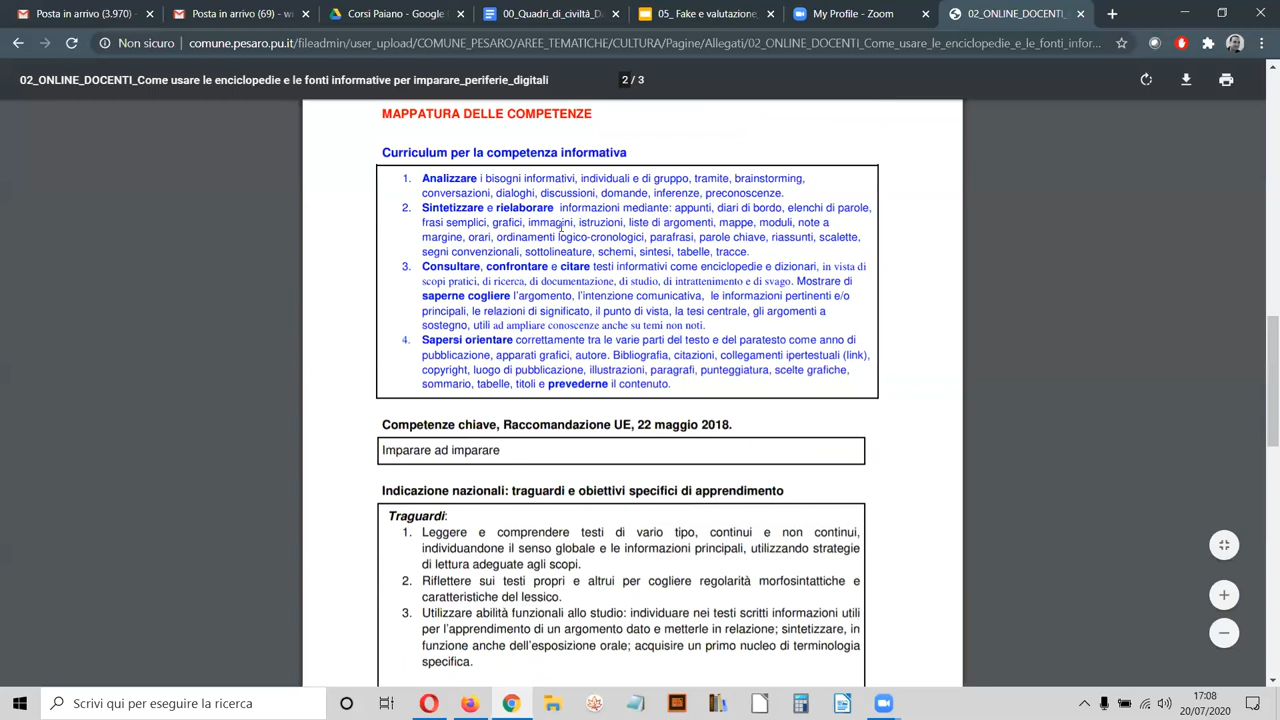 Posta in arrivo (3.970) -
Posta in arrivo (69) - w
Corsi Piano - Google Drive
00_Quadri_di_civiltà_D
05_ Fake e valutazione_
My Profile - Zoom
02_ONLINE_DOCENTI_
Non sicuro
comune.pesaro.pu.it/fileadmin/user_upload/COMUNE_PESARO/AREE_TEMATICHE/CULTURA/Pagine/Allegati/02_ONLINE_DOCENTI_Come_usare_le_enciclopedie_e_le_fonti_infor...
02_ONLINE_DOCENTI_Come usare le enciclopedie e le fonti informative per imparare_periferie_digitali
2 / 3
MAPPATURA DELLE COMPETENZE
Curriculum per la competenza informativa
1. Analizzare i bisogni informativi, individuali e di gruppo, tramite, brainstorming,
conversazioni, dialoghi, discussioni, domande, inferenze, preconoscenze.
2. Sintetizzare e rielaborare informazioni mediante: appunti, diari di bordo, elenchi di parole,
frasi semplici, grafici, immagini, istruzioni, liste di argomenti, mappe, moduli, note a
margine, orari, ordinamenti logico-cronologici, parafrasi, parole chiave, riassunti, scalette,
segni convenzionali, sottolineature, schemi, sintesi, tabelle, tracce.
3. Consultare, confrontare e citare testi informativi come enciclopedie e dizionari, in vista di
scopi pratici, di ricerca, di documentazione, di studio, di intrattenimento e di svago. Mostrare di
saperne cogliere l'argomento, l'intenzione comunicativa, le informazioni pertinenti e/o
principali, le relazioni di significato, il punto di vista, la tesi centrale, gli argomenti a
sostegno, utili ad ampliare conoscenze anche su temi non noti.
4. Sapersi orientare correttamente tra le varie parti del testo e del paratesto come anno di
pubblicazione, apparati grafici, autore. Bibliografia, citazioni, collegamenti ipertestuali (link),
copyright, luogo di pubblicazione, illustrazioni, paragrafi, punteggiatura, scelte grafiche,
sommario, tabelle, titoli e prevederne il contenuto.
Competenze chiave, Raccomandazione UE, 22 maggio 2018.
Imparare ad imparare
Indicazione nazionali: traguardi e obiettivi specifici di apprendimento
Traguardi:
1. Leggere e comprendere testi di vario tipo, continui e non continui,
individuandone il senso globale e le informazioni principali, utilizzando strategie
di lettura adeguate agli scopi.
2. Riflettere sui testi propri e altrui per cogliere regolarità morfosintattiche e
caratteristiche del lessico.
3. Utilizzare abilità funzionali allo studio: individuare nei testi scritti informazioni utili
per l'apprendimento di un argomento dato e metterle in relazione; sintetizzare, in
funzione anche dell'esposizione orale; acquisire un primo nucleo di terminologia
specifica.
Scrivi qui per eseguire la ricerca
17:08
20/07/2020